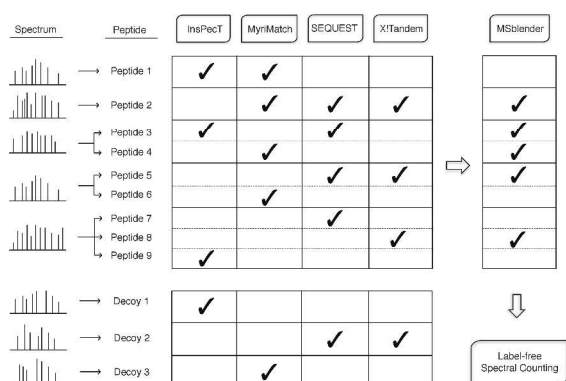 Spectrum Peptide InsPecT MyriMatch SEQUEST X!Tandem MSblender
Peptide 1
Peptide 2
Peptide 3
Peptide 4
Peptide 5
Peptide 6
Peptide 7
Peptide 8
Peptide 9
Decoy 1
Decoy 2
Decoy 3
Label-free
Spectral Counting